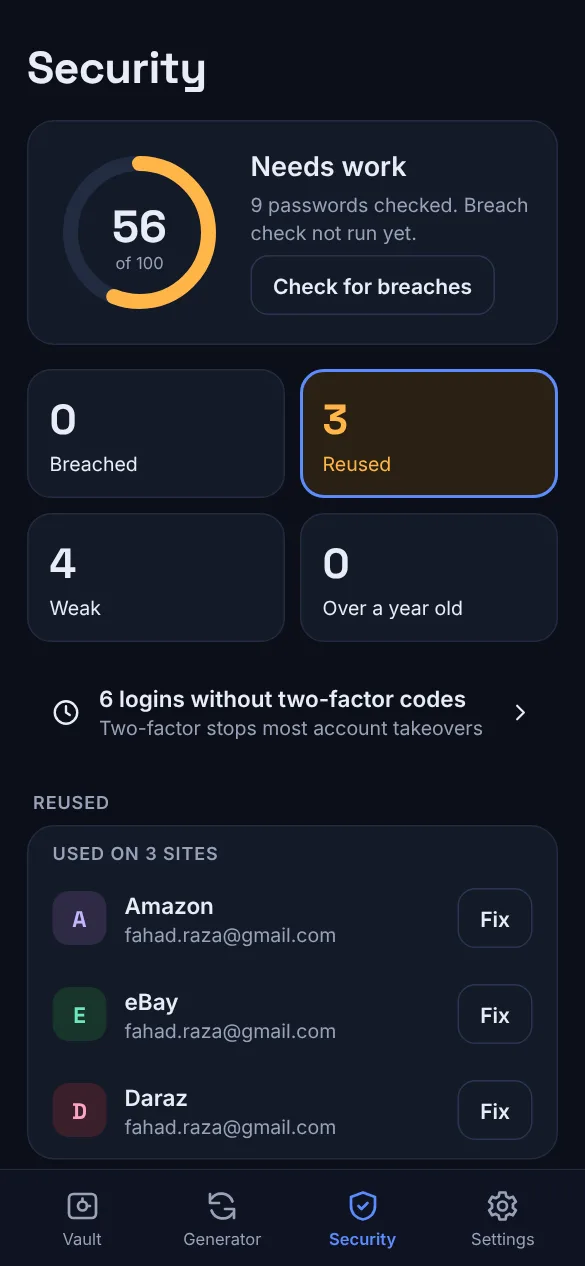 Security
56
of 100
Needs work
9 passwords checked. Breach
check not run yet.
Check for breaches
0
Breached
3
Reused
4
Weak
0
Over a year old
6 logins without two-factor codes
Two-factor stops most account takeovers
REUSED
USED ON 3 SITES
A
Amazon
fahad.raza@gmail.com
Fix
E
eBay
fahad.raza@gmail.com
Fix
D
Daraz
fahad.raza@gmail.com
Fix
Vault
Generator
Security
Settings